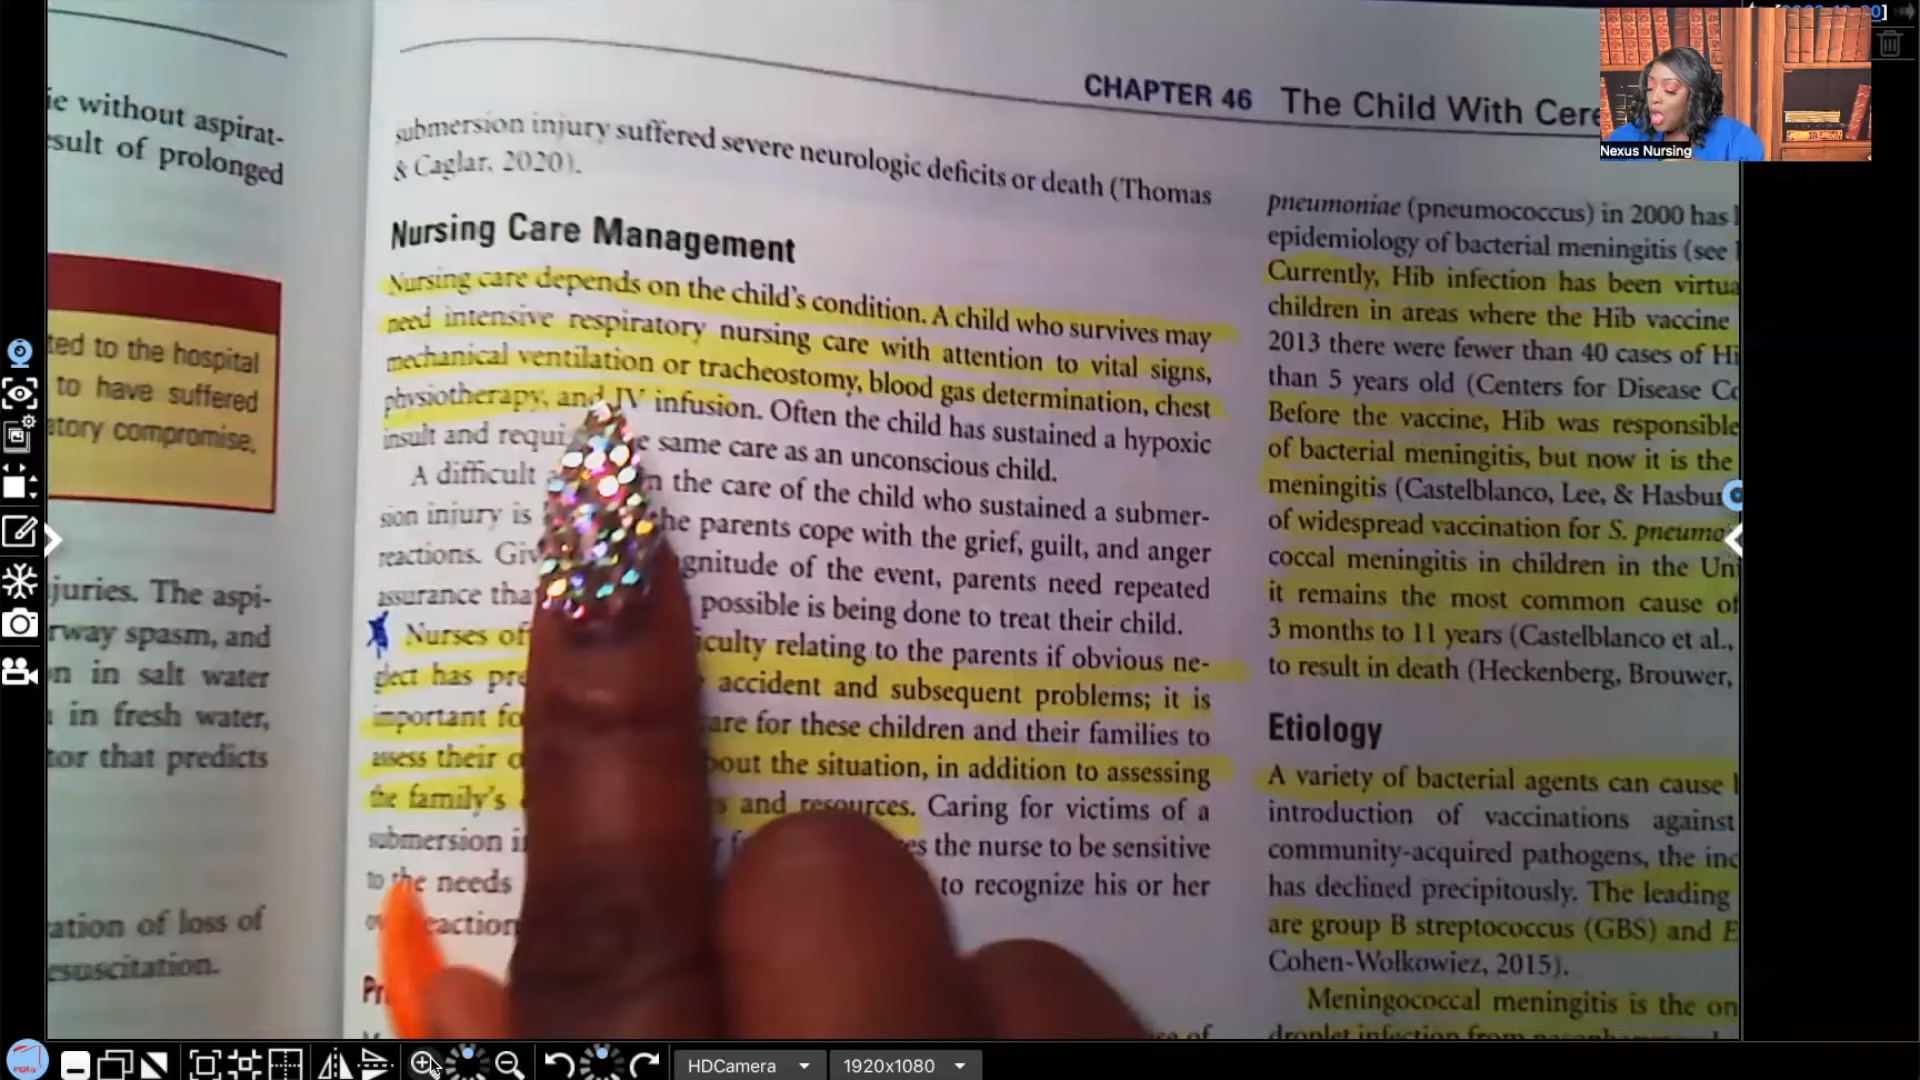 CHAPTER 46 The Child With Cere
Nexus Nursing
ie without aspirat-
sult of prolonged
ted to the hospital
to have suffered
atory compromise.
juries. The aspi-
rway spasm, and
n in salt water
in fresh water,
tor that predicts
ation of loss of
esuscitation.
submersion injury suffered severe neurologic deficits or death (Thomas
& Caglar, 2020).
Nursing Care Management
Nursing care depends on the child's condition. A child who survives may
need intensive respiratory nursing care with attention to vital signs,
mechanical ventilation or tracheostomy, blood gas determination, chest
physiotherapy, and IV infusion. Often the child has sustained a hypoxic
insult and requi same care as an unconscious child.
A difficult in the care of the child who sustained a submer-
sion injury is the parents cope with the grief, guilt, and anger
reactions. Giv gnitude of the event, parents need repeated
assurance tha possible is being done to treat their child.
Nurses of iculty relating to the parents if obvious ne-
glect has pre accident and subsequent problems; it is
important fo are for these children and their families to
assess their o bout the situation, in addition to assessing
the family's s and resources. Caring for victims of a
submersion i es the nurse to be sensitive
to the needs to recognize his or her
eaction
Pr
pneumoniae (pneumococcus) in 2000 has
epidemiology of bacterial meningitis (see
Currently, Hib infection has been virtua
children in areas where the Hib vaccine
2013 there were fewer than 40 cases of Hi
than 5 years old (Centers for Disease Co
Before the vaccine, Hib was responsible
of bacterial meningitis, but now it is the
meningitis (Castelblanco, Lee, & Hasbu
of widespread vaccination for S. pneumo
coccal meningitis in children in the Uni
it remains the most common cause of
3 months to 11 years (Castelblanco et al.,
to result in death (Heckenberg, Brouwer,
Etiology
A variety of bacterial agents can cause
introduction of vaccinations against
community-acquired pathogens, the inc
has declined precipitously. The leading
are group B streptococcus (GBS) and E
Cohen-Wolkowiez, 2015).
Meningococcal meningitis is the on
droplet infection from
HDCamera
1920x1080